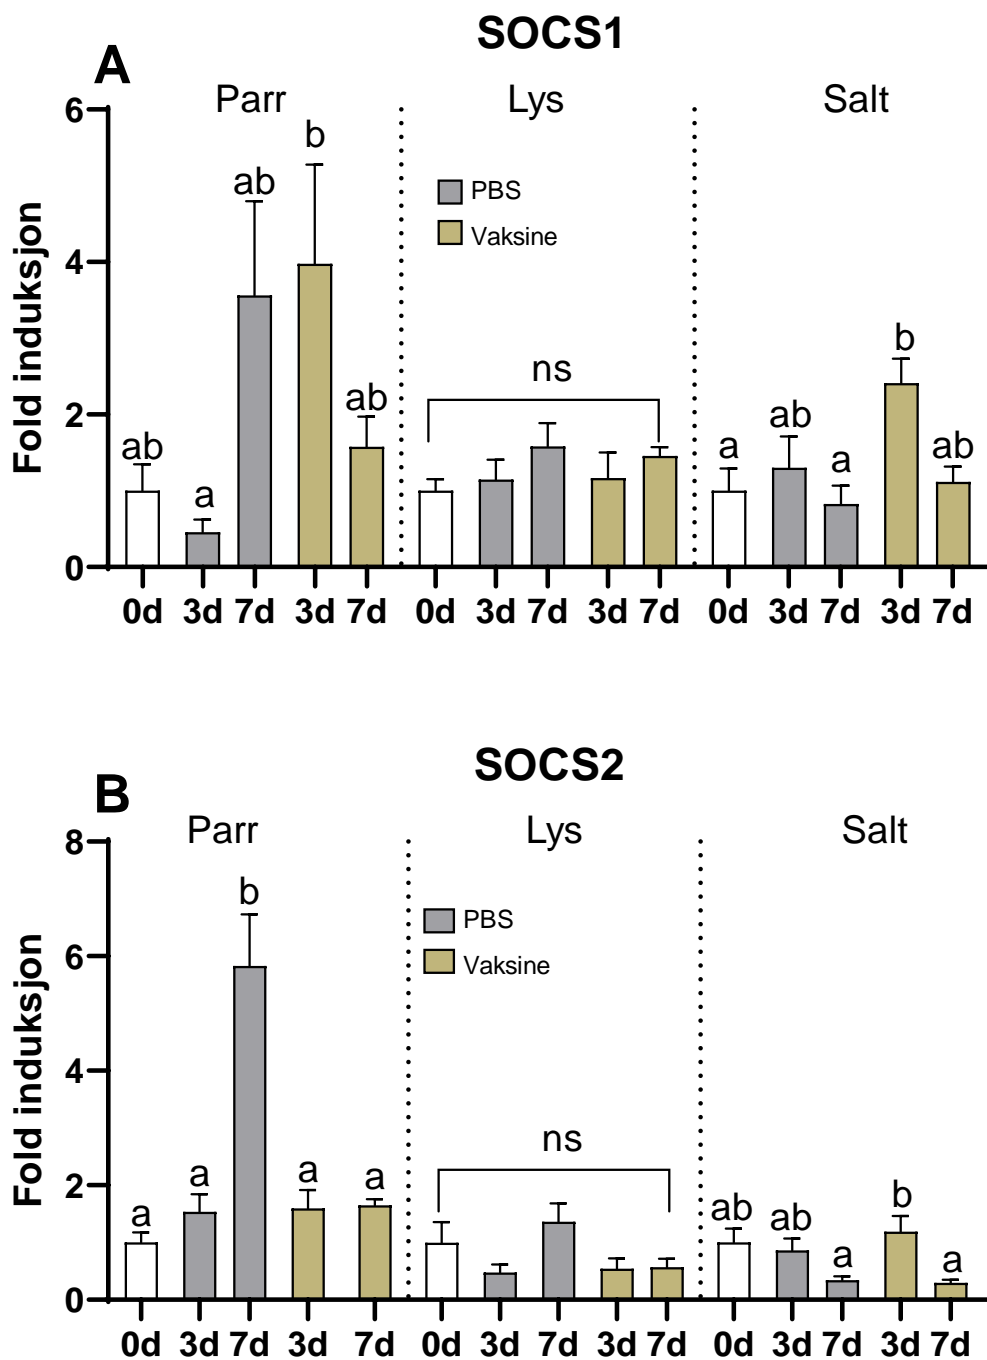 SOCS1
A
Parr Lys Salt
6
4
2
0
Fold induksjon
PBS
Vaksine
ab a ab b ab
ns
a ab a b ab
0d 3d 7d 3d 7d 0d 3d 7d 3d 7d 0d 3d 7d 3d 7d
SOCS2
B
Parr Lys Salt
8
6
4
2
0
Fold induksjon
PBS
Vaksine
a a b a a
ns
ab ab a b a
0d 3d 7d 3d 7d 0d 3d 7d 3d 7d 0d 3d 7d 3d 7d